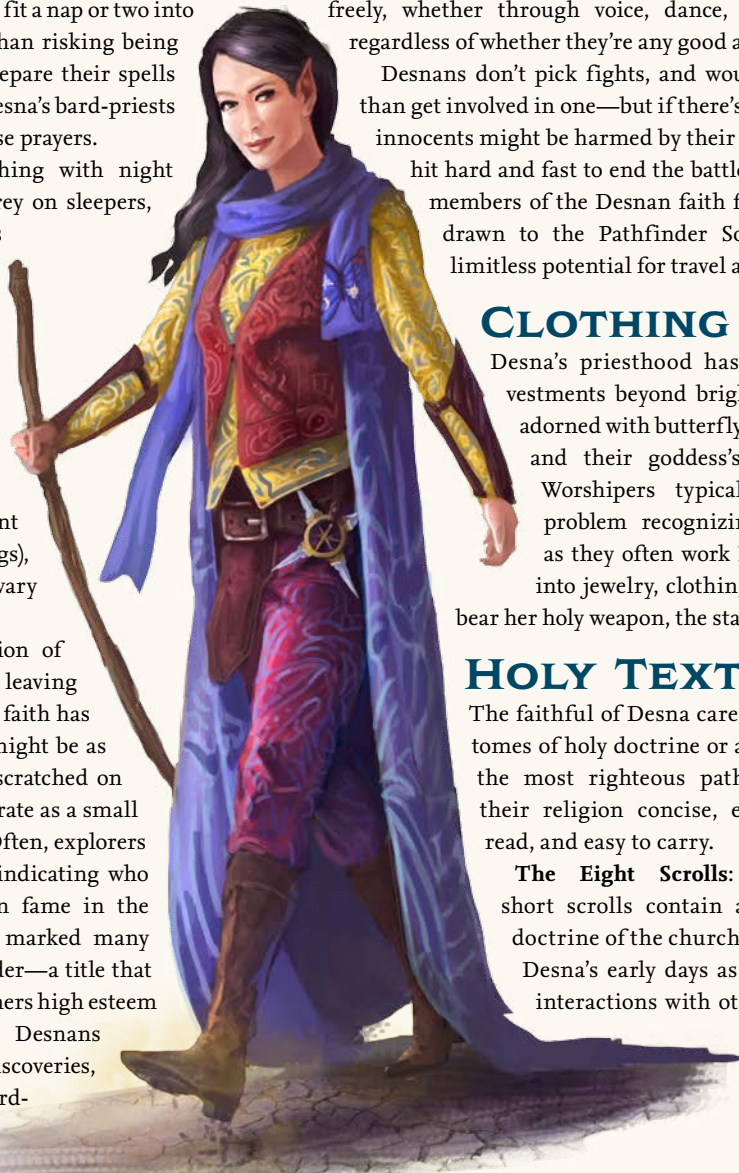 fit a nap or two into
han risking being
epare their spells
esna's bard-priests
se prayers.
hing with night
rey on sleepers,
s
nt
gs),
vary
ion of
leaving
faith has
night be as
scratched on
rate as a small
Often, explorers
indicating who
n fame in the
marked many
der—a title that
ners high esteem
Desnans
iscoveries,
rd-
freely, whether through voice, dance,
regardless of whether they're any good a
Desnans don't pick fights, and wou
than get involved in one—but if there's
innocents might be harmed by their
hit hard and fast to end the battle
members of the Desnan faith f
drawn to the Pathfinder So
limitless potential for travel a
CLOTHING
Desna's priesthood has
vestments beyond brigh
adorned with butterfly
and their goddess's
Worshipers typical
problem recognizin
as they often work
into jewelry, clothin
bear her holy weapon, the sta
HOLY TEXT
The faithful of Desna care
tomes of holy doctrine or a
the most righteous path
their religion concise, e
read, and easy to carry.
The Eight Scrolls:
short scrolls contain a
doctrine of the church
Desna's early days as
interactions with ot